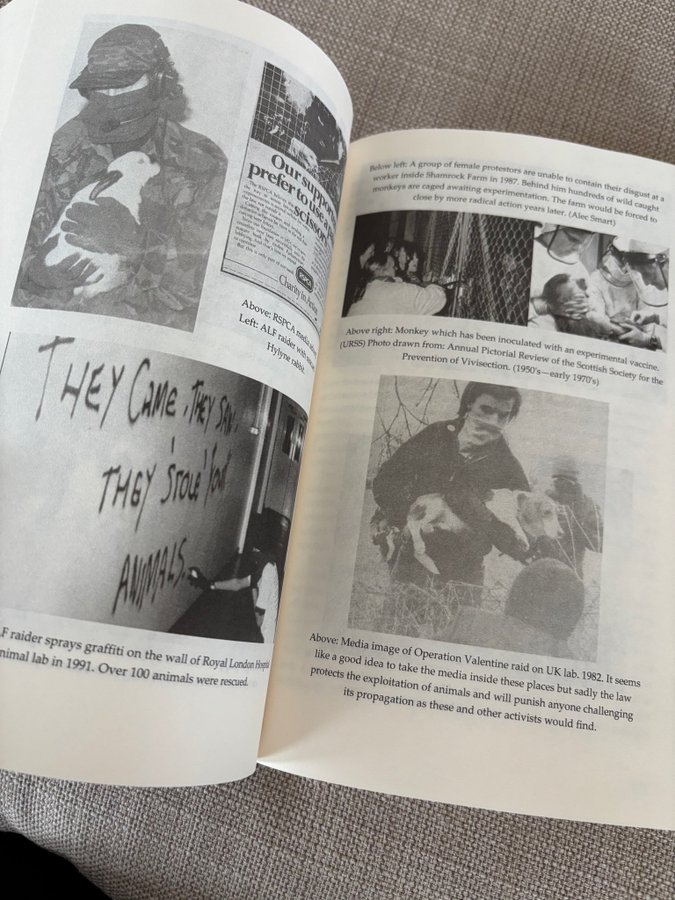 Our
prefer to use a
Charity in
Above: RSPCA media
Left: ALF raider with
Hylyne rabbit.
THEY CAME, THEY SAW,
THEY 'STOLE' YOUR
ANIMALS.
F raider sprays graffiti on the wall of Royal London
nimal lab in 1991. Over 100 animals were rescued.
Below left: A group of female protestors are unable to contain their disgust at a
worker inside Shamrock Farm in 1987. Behind him hundreds of wild caught
monkeys are caged awaiting experimentation. The farm would be forced to
close by more radical action years later. (Alec Smart)
Above right: Monkey which has been inoculated with an experimental vaccine.
(URSS) Photo drawn from: Annual Pictorial Review of the Scottish Society for the
Prevention of Vivisection. (1950's—early 1970's)
Above: Media image of Operation Valentine raid on UK lab. 1982. It seems
like a good idea to take the media inside these places but sadly the law
protects the exploitation of animals and will punish anyone challenging
its propagation as these and other activists would find.